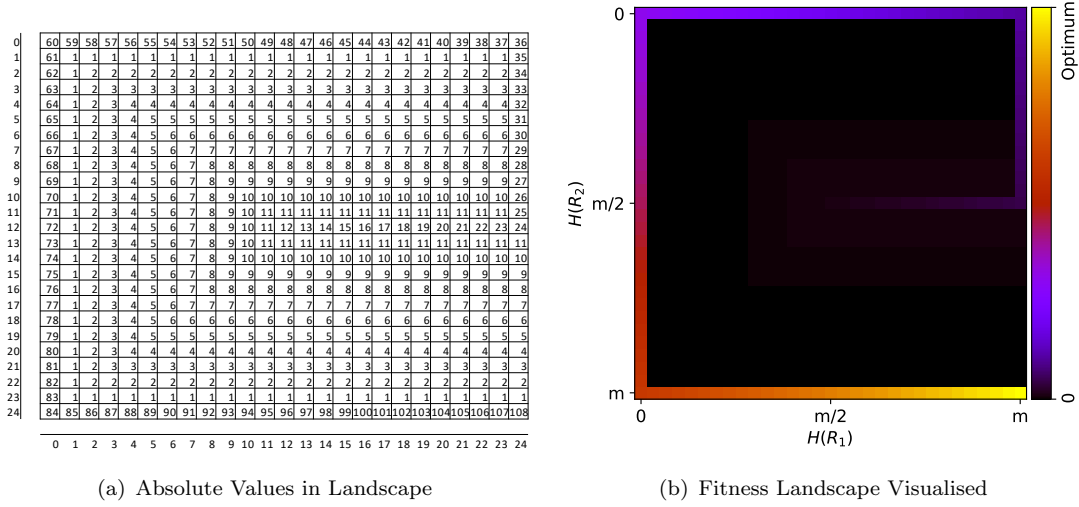 0 60 59 58 57 56 55 54 53 52 51 50 49 48 47 46 45 44 43 42 41 40 39 38 37 36
1 61 1 1 1 1 1 1 1 1 1 1 1 1 1 1 1 1 1 1 1 1 1 1 1 35
2 62 1 2 2 2 2 2 2 2 2 2 2 2 2 2 2 2 2 2 2 2 2 2 2 34
3 63 1 2 3 3 3 3 3 3 3 3 3 3 3 3 3 3 3 3 3 3 3 3 3 33
4 64 1 2 3 4 4 4 4 4 4 4 4 4 4 4 4 4 4 4 4 4 4 4 4 32
5 65 1 2 3 4 5 5 5 5 5 5 5 5 5 5 5 5 5 5 5 5 5 5 5 31
6 66 1 2 3 4 5 6 6 6 6 6 6 6 6 6 6 6 6 6 6 6 6 6 6 30
7 67 1 2 3 4 5 6 7 7 7 7 7 7 7 7 7 7 7 7 7 7 7 7 7 29
8 68 1 2 3 4 5 6 7 8 8 8 8 8 8 8 8 8 8 8 8 8 8 8 8 28
9 69 1 2 3 4 5 6 7 8 9 9 9 9 9 9 9 9 9 9 9 9 9 9 9 27
10 70 1 2 3 4 5 6 7 8 9 10 10 10 10 10 10 10 10 10 10 10 10 10 10 26
11 71 1 2 3 4 5 6 7 8 9 10 11 11 11 11 11 11 11 11 11 11 11 11 11 25
12 72 1 2 3 4 5 6 7 8 9 10 11 12 13 14 15 16 17 18 19 20 21 22 23 24
13 73 1 2 3 4 5 6 7 8 9 10 11 11 11 11 11 11 11 11 11 11 11 11 11 11
14 74 1 2 3 4 5 6 7 8 9 10 10 10 10 10 10 10 10 10 10 10 10 10 10 10
15 75 1 2 3 4 5 6 7 8 9 9 9 9 9 9 9 9 9 9 9 9 9 9 9 9
16 76 1 2 3 4 5 6 7 8 8 8 8 8 8 8 8 8 8 8 8 8 8 8 8 8
17 77 1 2 3 4 5 6 7 7 7 7 7 7 7 7 7 7 7 7 7 7 7 7 7 7
18 78 1 2 3 4 5 6 6 6 6 6 6 6 6 6 6 6 6 6 6 6 6 6 6 6
19 79 1 2 3 4 5 5 5 5 5 5 5 5 5 5 5 5 5 5 5 5 5 5 5 5
20 80 1 2 3 4 4 4 4 4 4 4 4 4 4 4 4 4 4 4 4 4 4 4 4 4
21 81 1 2 3 3 3 3 3 3 3 3 3 3 3 3 3 3 3 3 3 3 3 3 3 3
22 82 1 2 2 2 2 2 2 2 2 2 2 2 2 2 2 2 2 2 2 2 2 2 2 2
23 83 1 1 1 1 1 1 1 1 1 1 1 1 1 1 1 1 1 1 1 1 1 1 1 1
24 84 85 86 87 88 89 90 91 92 93 94 95 96 97 98 99 100 101 102 103 104 105 106 107 108
0 1 2 3 4 5 6 7 8 9 10 11 12 13 14 15 16 17 18 19 20 21 22 23 24
(a) Absolute Values in Landscape
0
m/2
m
H(R2)
0 m/2 m
H(R1)
Optimum
0
(b) Fitness Landscape Visualised